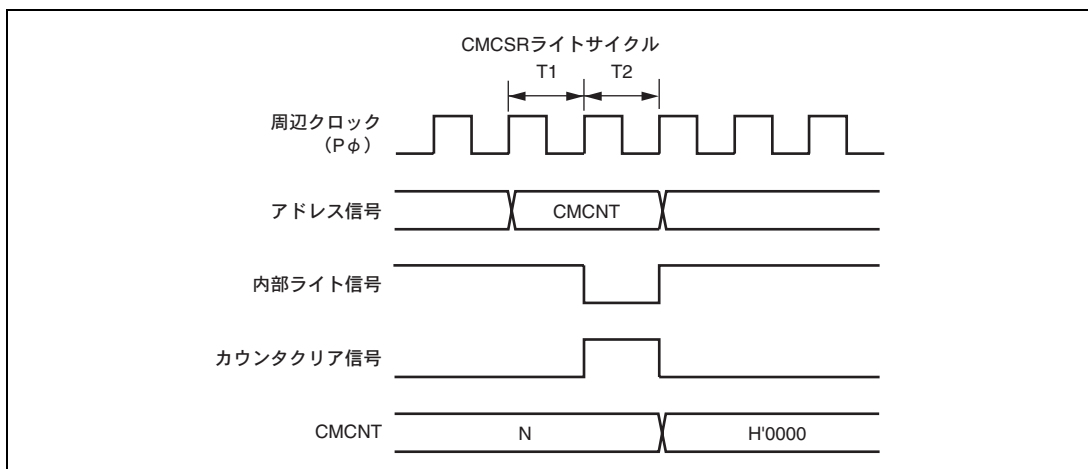 CMCSRライトサイクル
T1 T2
周辺クロック
(Pφ)
アドレス信号 CMCNT
内部ライト信号
カウンタクリア信号
CMCNT N H'0000